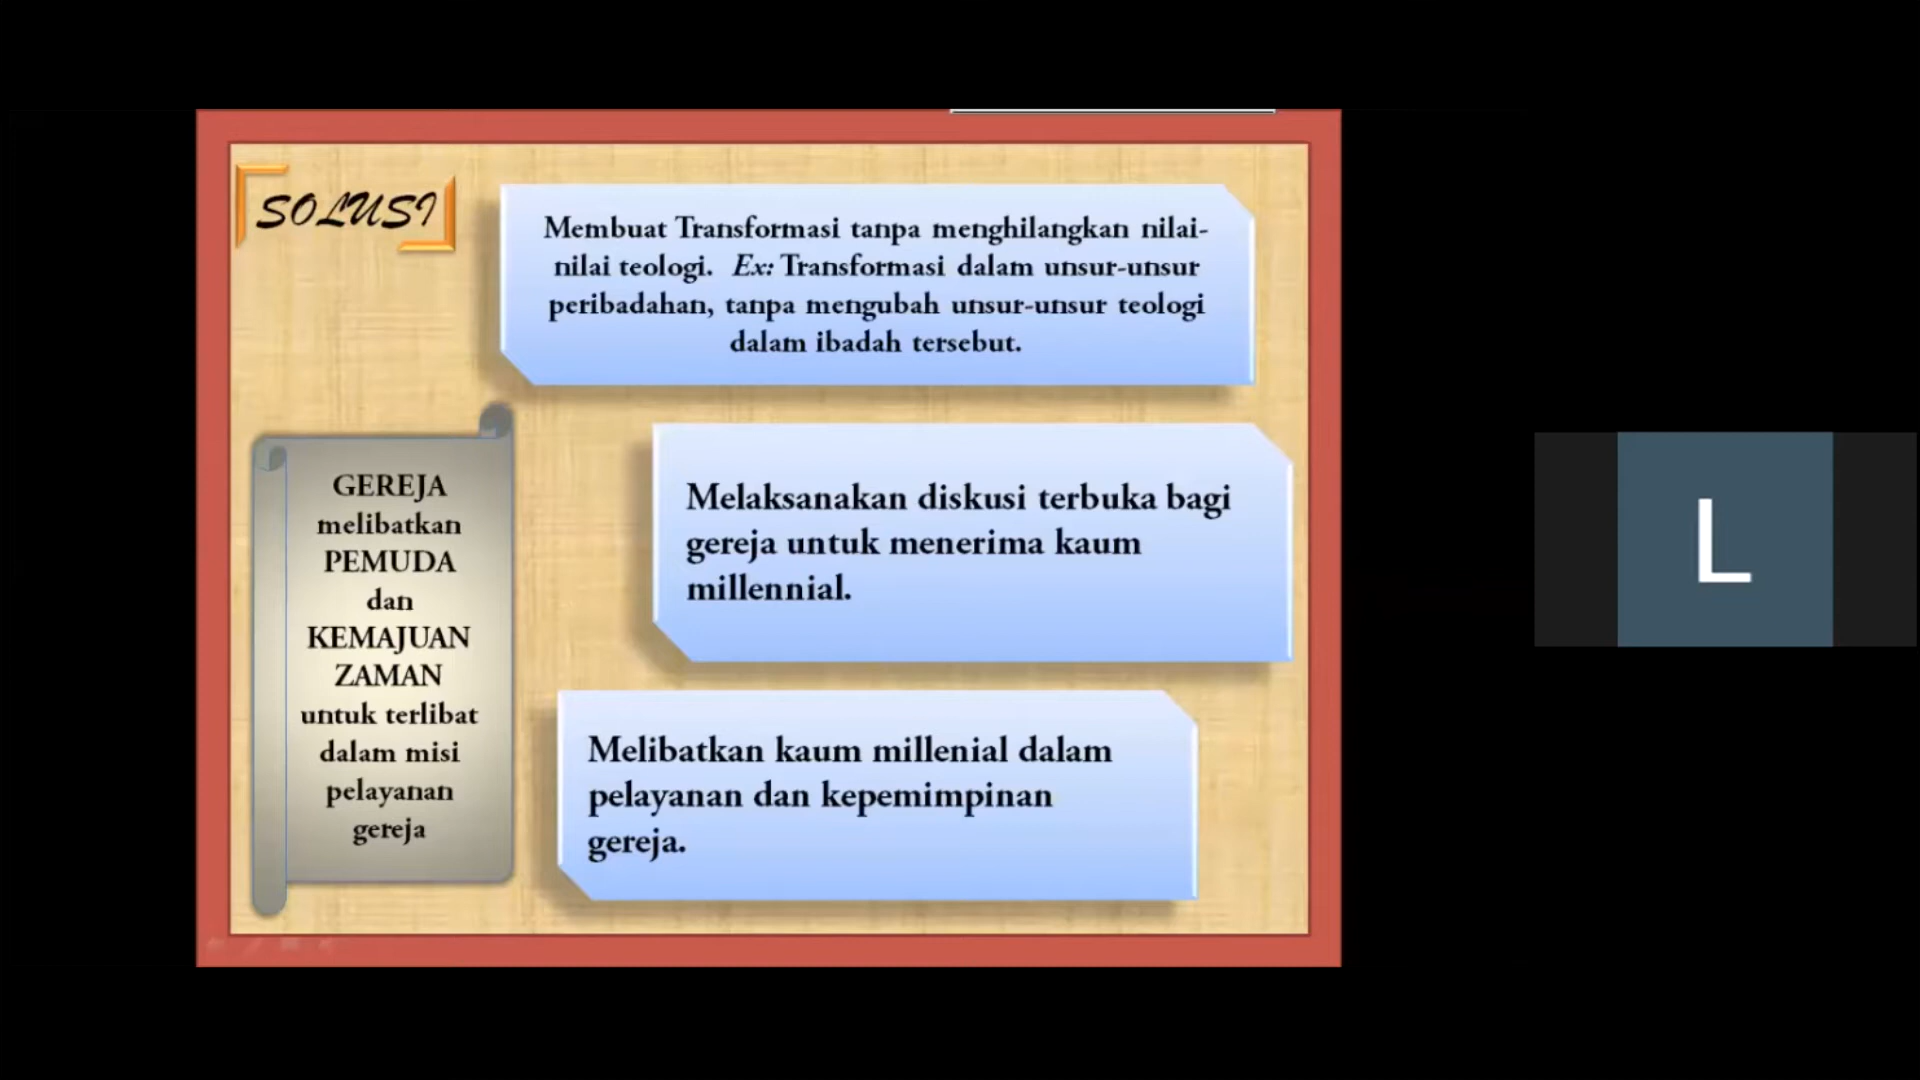 SOLUSI
Membuat Transformasi tanpa menghilangkan nilai-
nilai teologi. Ex: Transformasi dalam unsur-unsur
peribadahan, tanpa mengubah unsur-unsur teologi
dalam ibadah tersebut.
GEREJA
melibatkan
PEMUDA
dan
KEMAJUAN
ZAMAN
untuk terlibat
dalam misi
pelayanan
gereja
Melaksanakan diskusi terbuka bagi
gereja untuk menerima kaum
millennial.
Melibatkan kaum millenial dalam
pelayanan dan kepemimpinan
gereja.
L